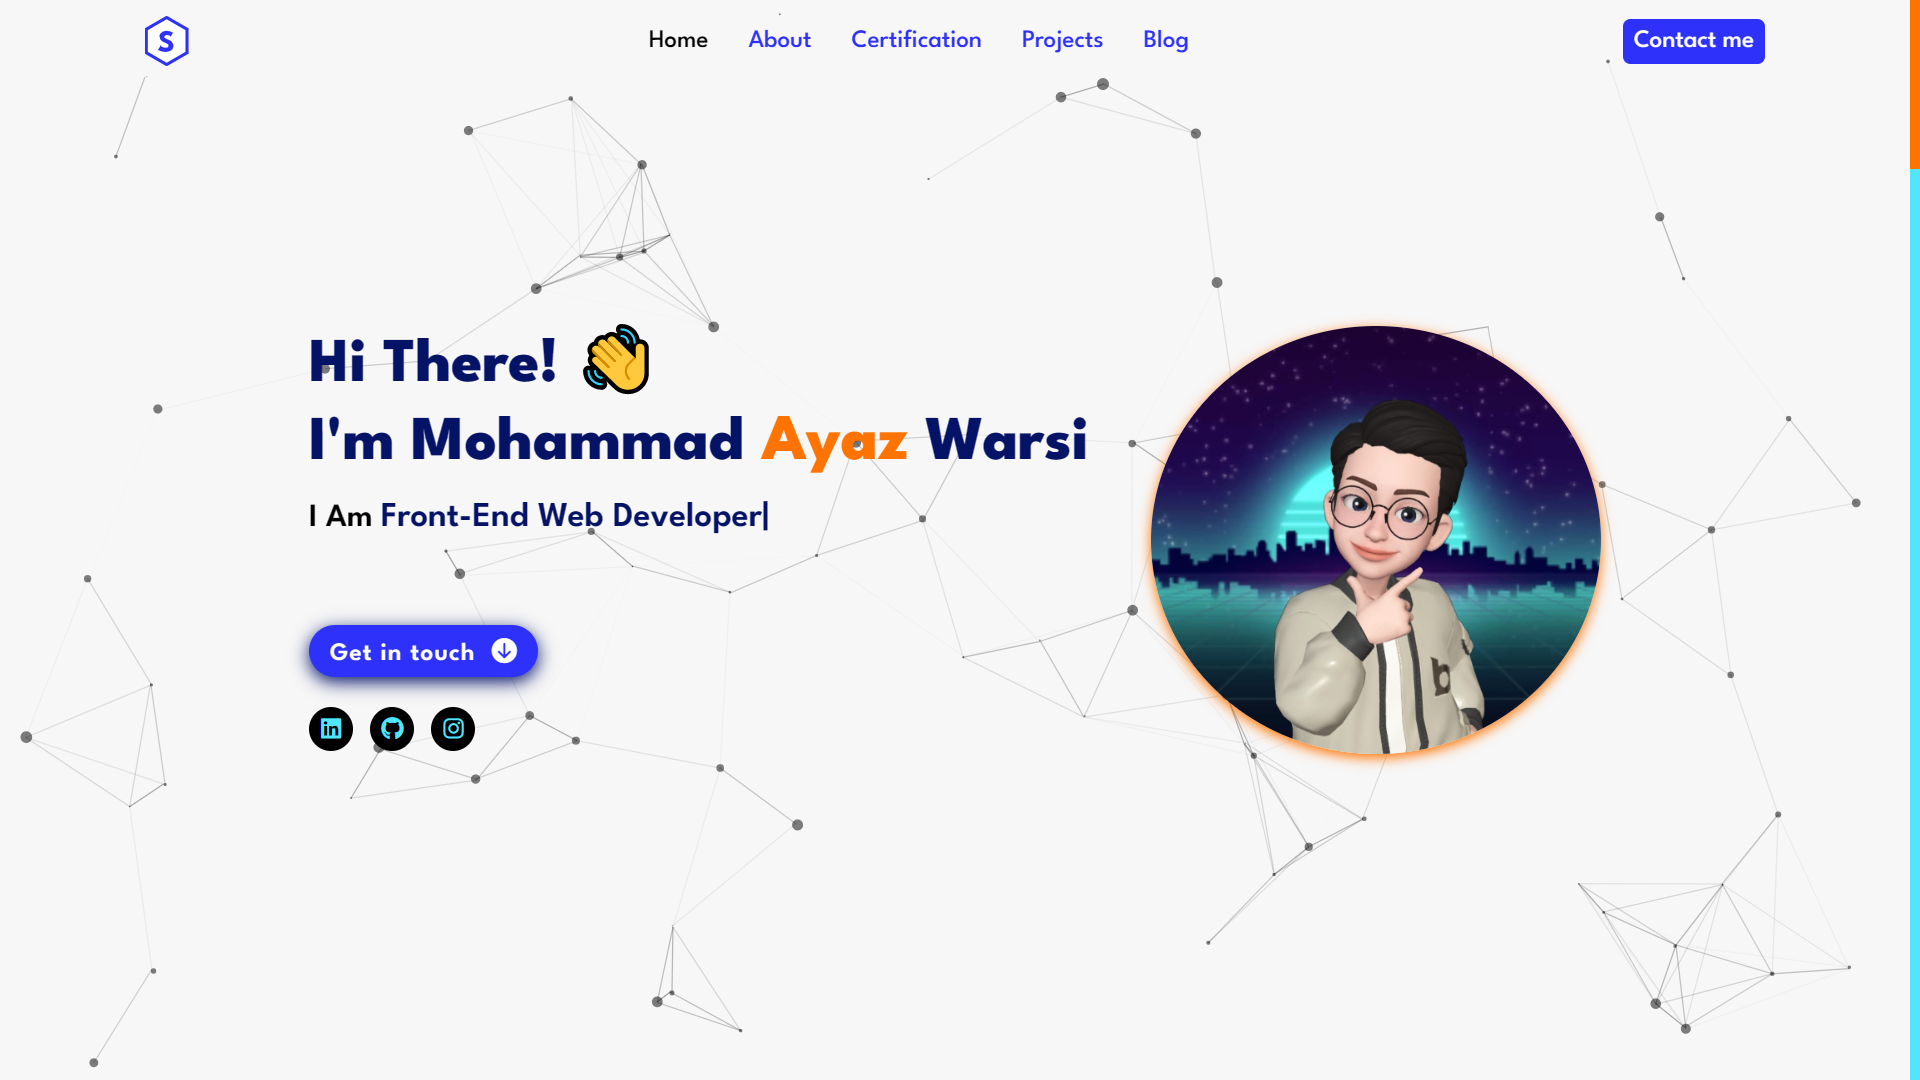 S
Home About Certification Projects Blog
Contact me
Hi There!
I'm Mohammad Ayaz Warsi
I Am Front-End Web Developer|
Get in touch
in
b